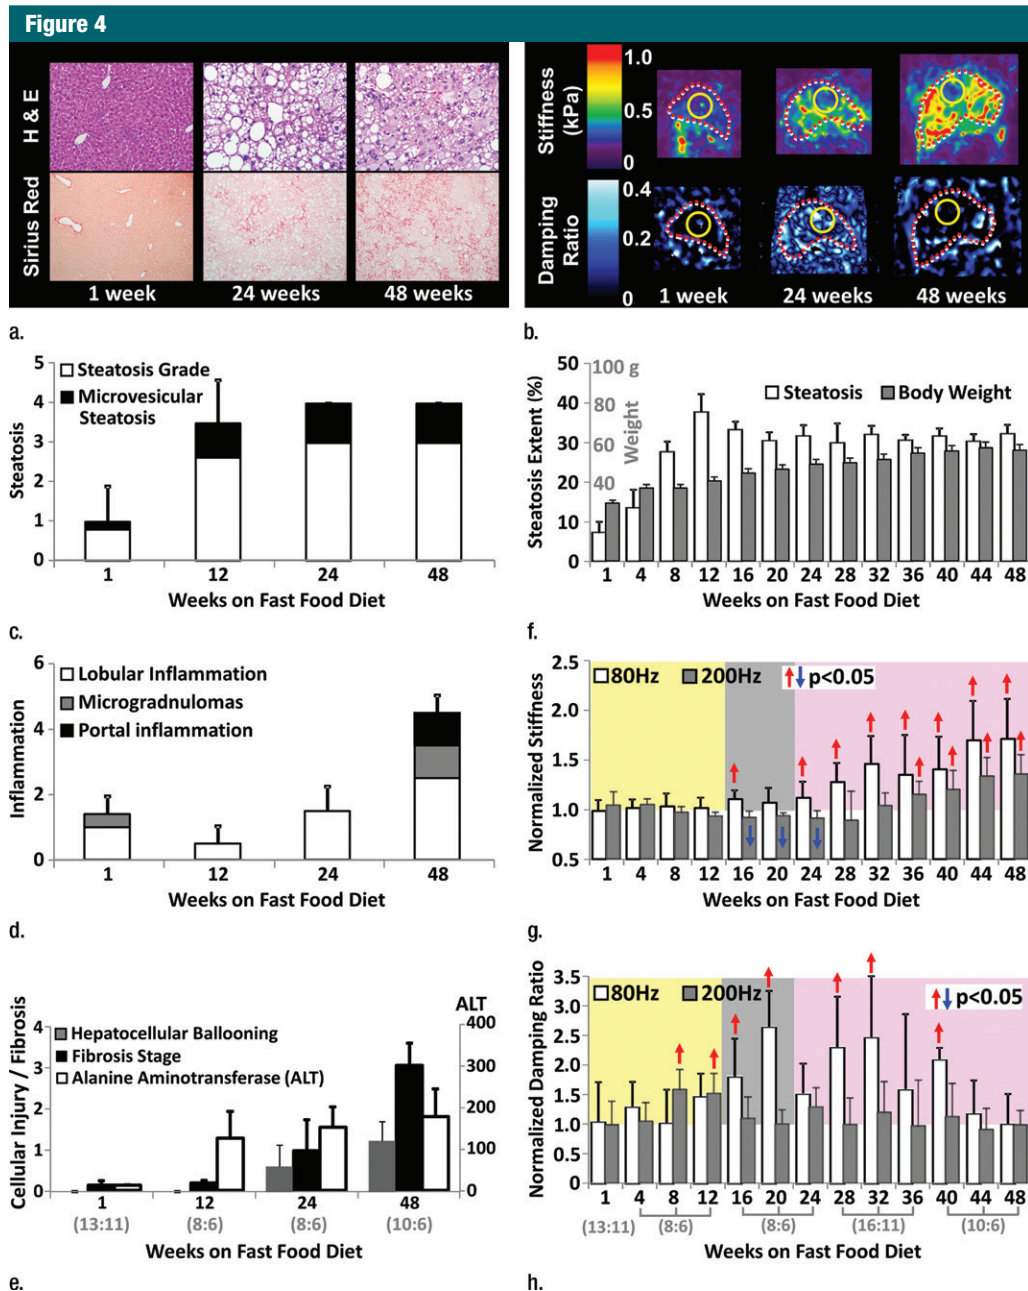 Figure 4
H & E
Sirius Red
1 week
24 weeks
48 weeks
a.
Stiffness
(kPa)
1.0
0.5
0
Damping
Ratio
0.4
0.2
0
1 week
24 weeks
48 weeks
b.
Steatosis
5
4
3
2
1
0
Steatosis Grade
Microvesicular
Steatosis
1 12 24 48
Weeks on Fast Food Diet
c.
Steatosis Extent (%)
50
40
30
20
10
0
100 g
80
60
40
Weight
Steatosis Body Weight
1 4 8 12 16 20 24 28 32 36 40 44 48
Weeks on Fast Food Diet
f.
Inflammation
6
4
2
0
Lobular Inflammation
Microgradnulomas
Portal inflammation
1 12 24 48
Weeks on Fast Food Diet
d.
Normalized Stiffness
2.5
2.0
1.5
1.0
0.5
80Hz 200Hz
p<0.05
1 4 8 12 16 20 24 28 32 36 40 44 48
Weeks on Fast Food Diet
g.
Cellular Injury / Fibrosis
4
3
2
1
0
ALT
400
300
200
100
0
Hepatocellular Ballooning
Fibrosis Stage
Alanine Aminotransferase (ALT)
1 12 24 48
(13:11) (8:6) (8:6) (10:6)
Weeks on Fast Food Diet
e.
Normalized Damping Ratio
3.5
3.0
2.5
2.0
1.5
1.0
0.5
0
80Hz 200Hz
p<0.05
1 4 8 12 16 20 24 28 32 36 40 44 48
(13:11) (8:6) (8:6) (16:11) (10:6)
Weeks on Fast Food Diet
h.